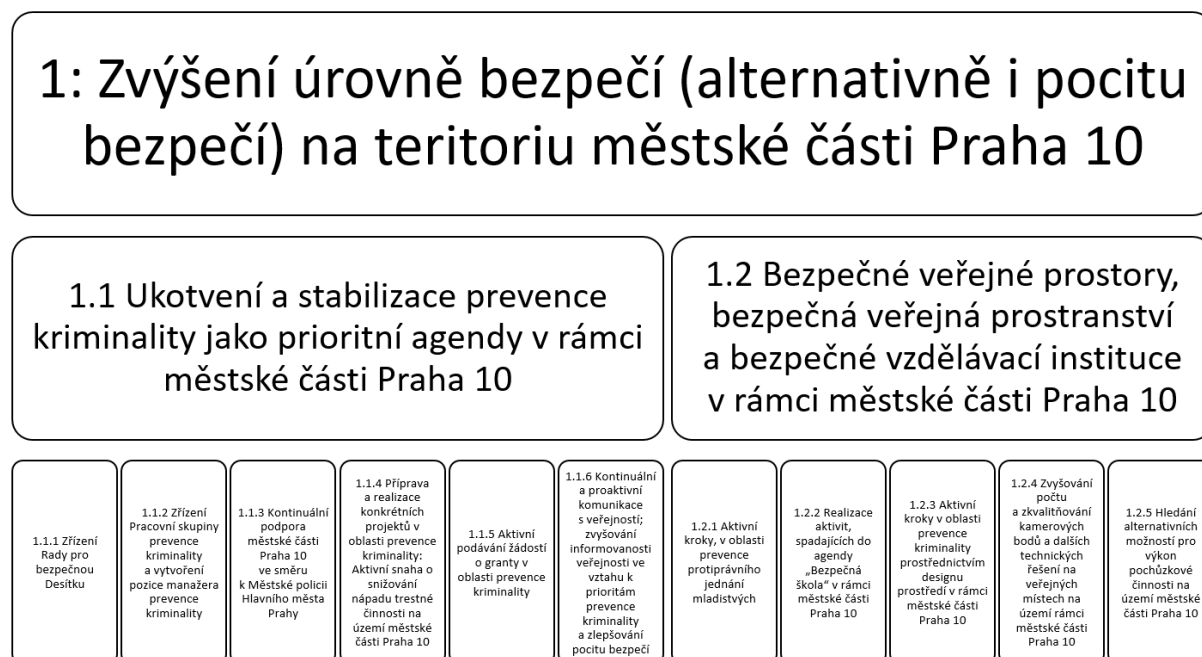 1: Zvýšení úrovně bezpečí (alternativně i pocitu
bezpečí) na teritoriu městské části Praha 10
1.1 Ukotvení a stabilizace prevence
kriminality jako prioritní agendy v rámci
městské části Praha 10
1.2 Bezpečné veřejné prostory,
bezpečná veřejná prostranství
a bezpečné vzdělávací instituce
v rámci městské části Praha 10
1.1.1 Zřízení
Rady pro
bezpečnou
Desítku
1.1.2 Zřízení
Pracovní skupiny
prevence
kriminality
a vytvoření
pozice manažera
prevence
kriminality
1.1.3 Kontinuální
podpora
městské části
Praha 10
ve směru
k Městské policii
Hlavního města
Prahy
1.1.4 Příprava
a realizace
konkrétních
projektů v
oblasti prevence
kriminality:
Aktivní snaha o
snižování
nápadu trestné
činnosti na
území městské
části Praha 10
1.1.5 Aktivní
podávání žádostí
o granty v
oblasti prevence
kriminality
1.1.6 Kontinuální
a proaktivní
komunikace
s veřejností;
zvyšování
informovanosti
veřejnosti ve
vztahu k
prioritám
prevence
kriminality
a zlepšování
pocitu bezpečí
1.2.1 Aktivní
kroky, v oblasti
prevence
protiprávního
jednání
mladistvých
1.2.2 Realizace
aktivit,
spadajících do
agendy
„Bezpečná
škola“ v rámci
městské části
Praha 10
1.2.3 Aktivní
kroky v oblasti
prevence
kriminality
prostřednictvím
designu
prostředí v rámci
městské části
Praha 10
1.2.4 Zvyšování
počtu
a zkvalitňování
kamerových
bodů a dalších
technických
řešení na
veřejných
místech na
území rámci
městské části
Praha 10
1.2.5 Hledání
alternativních
možností pro
výkon
pochůzkové
činnosti na
území městské
části Praha 10